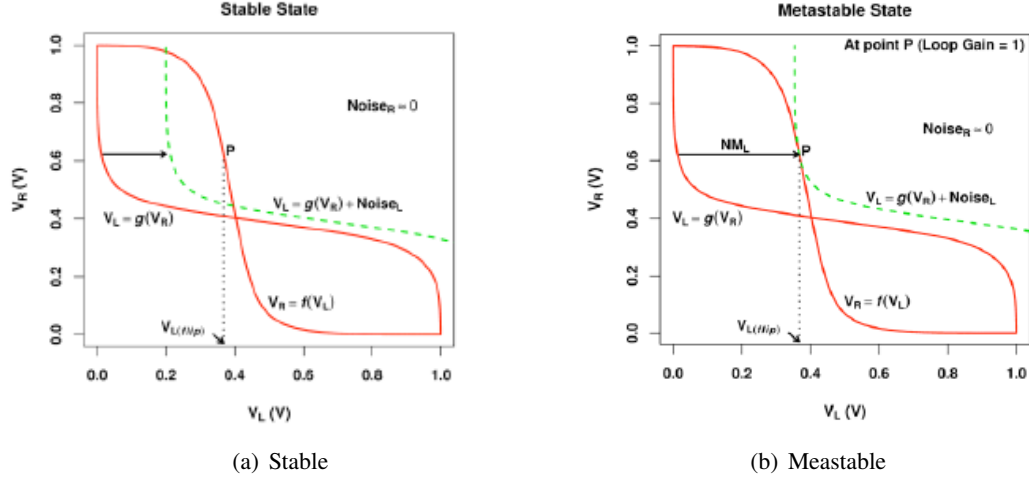 Stable State
1.0
0.8
0.6
0.4
0.2
0.0
V_R (V)
Noise_R = 0
P
V_L = g(V_R) + Noise_L
V_L = g(V_R)
V_R = f(V_L)
V_L(flip)
0.0 0.2 0.4 0.6 0.8 1.0
V_L (V)
(a) Stable
Metastable State
At point P (Loop Gain = 1)
1.0
0.8
0.6
0.4
0.2
0.0
V_R (V)
Noise_R = 0
NM_L
P
V_L = g(V_R) + Noise_L
V_L = g(V_R)
V_R = f(V_L)
V_L(flip)
0.0 0.2 0.4 0.6 0.8 1.0
V_L (V)
(b) Meastable